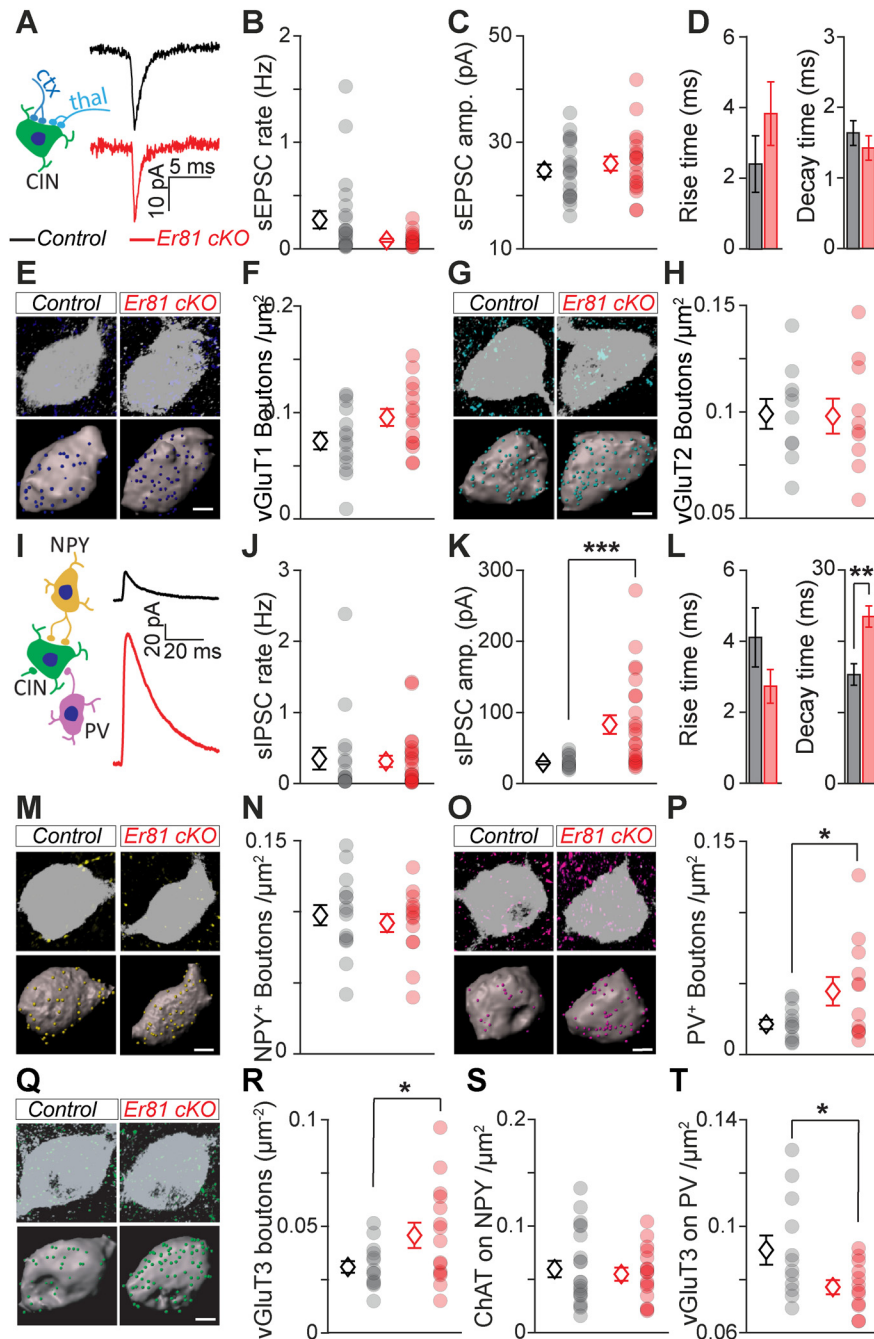 A
ctx
thal
CIN
10 pA
5 ms
Control
Er81 cKO
B
sEPSC rate (Hz)
2
1
0
C
sEPSC amp. (pA)
50
30
10
D
Rise time (ms)
6
4
2
0
Decay time (ms)
3
2
1
0
E
Control
Er81 cKO
F
vGluT1 Boutons /µm²
0.2
0.1
0
G
Control
Er81 cKO
H
vGluT2 Boutons /µm²
0.15
0.1
0.05
I
NPY
CIN
PV
20 pA
20 ms
J
sIPSC rate (Hz)
3
2
1
0
K
sIPSC amp. (pA)
300
200
100
0
***
L
Rise time (ms)
6
4
2
0
Decay time (ms)
30
15
0
**
M
Control
Er81 cKO
N
NPY⁺ Boutons /µm²
0.15
0
O
Control
Er81 cKO
P
PV⁺ Boutons /µm²
0.15
0
*
Q
Control
Er81 cKO
R
vGluT3 boutons (µm⁻²)
0.1
0.05
0
*
S
ChAT on NPY /µm²
0.2
0.1
0
T
vGluT3 on PV /µm²
0.14
0.1
0.06
*